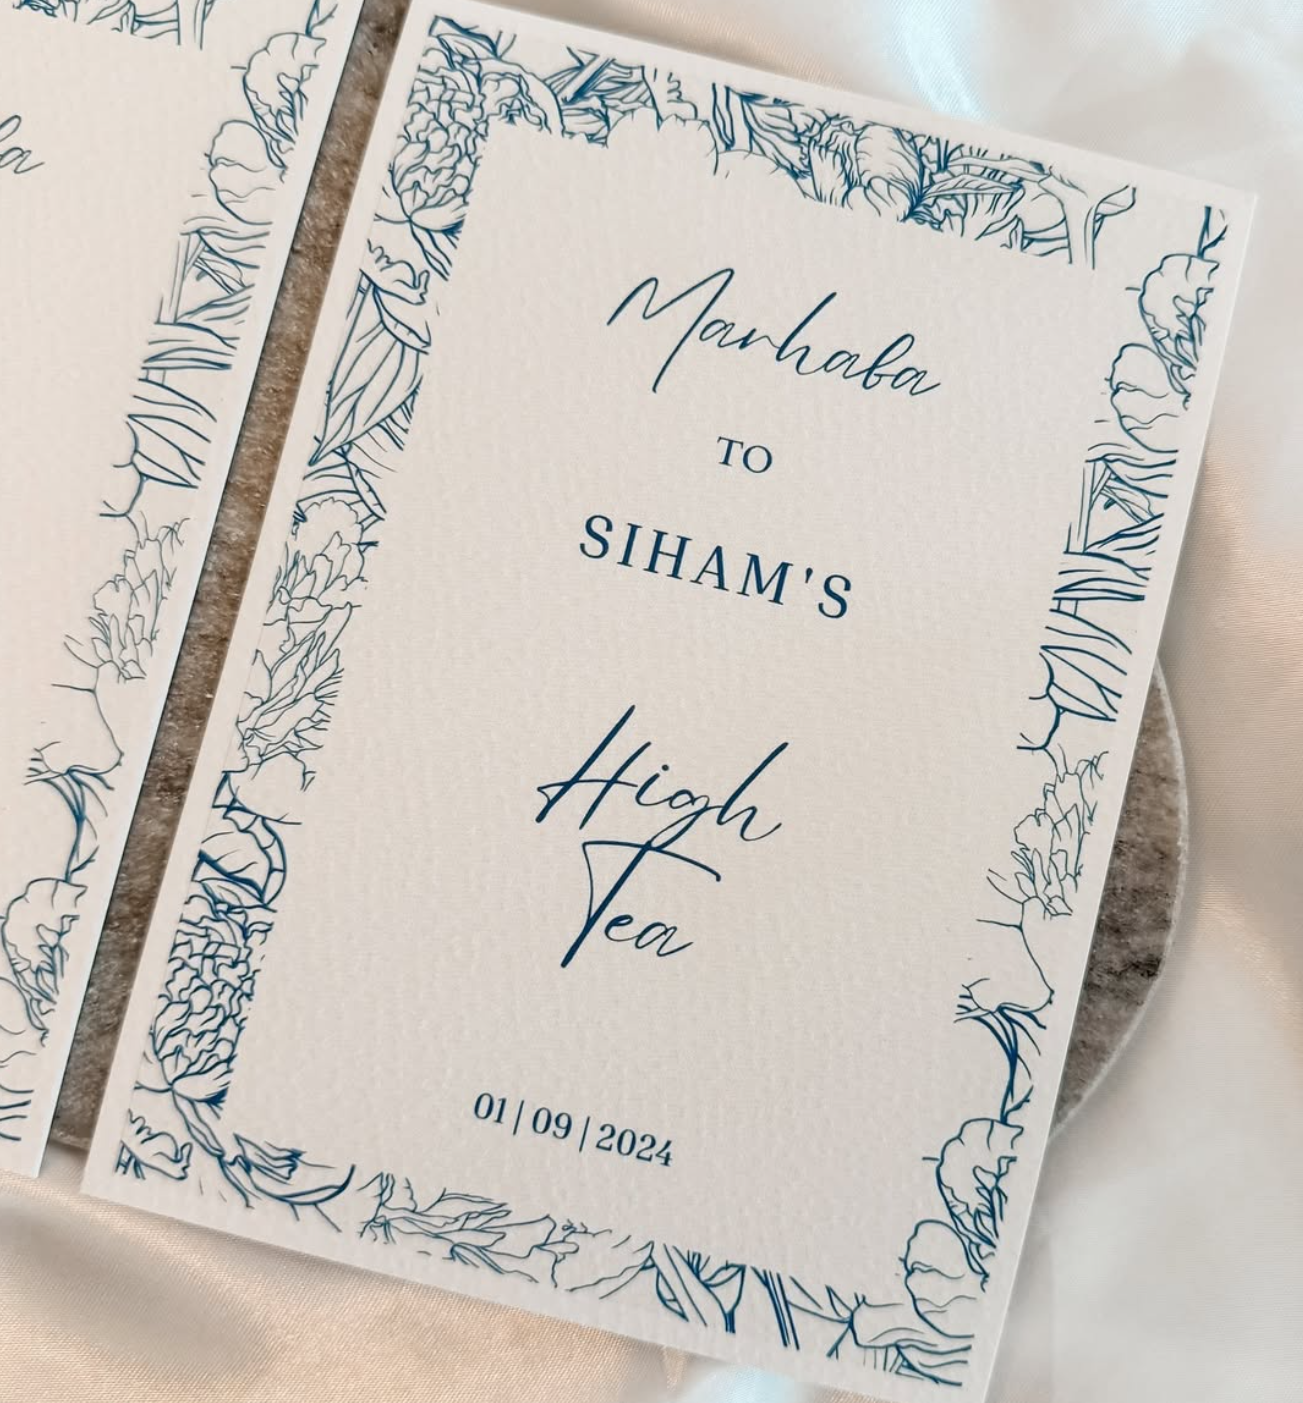 Marhaba
TO
SIHAM'S
High
Tea
01 | 09 | 2024